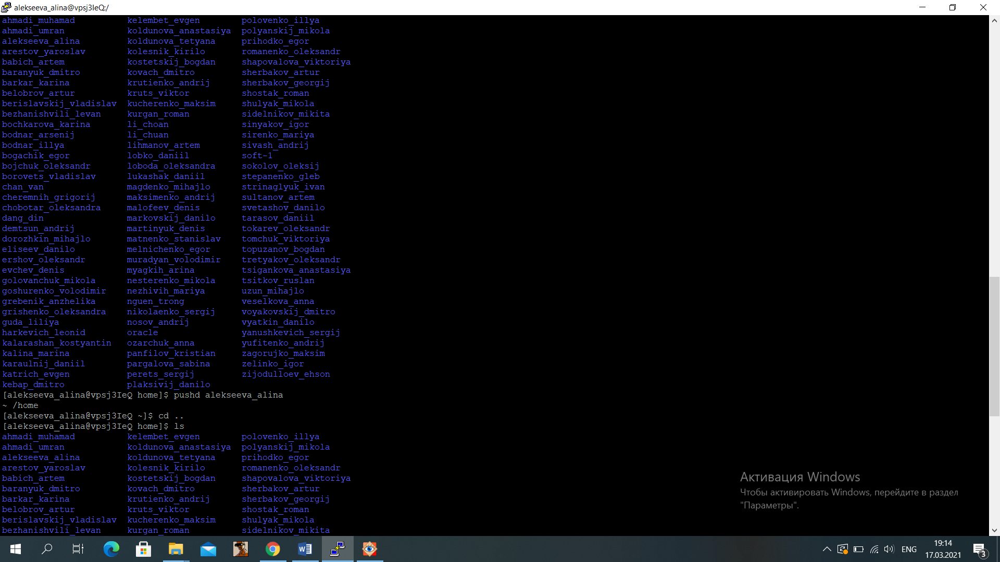 alekseeva_alina@vpsj3IeQ:/
ahmadi_muhamad kelembet_evgen polovenko_illya
ahmadi_umran koldunova_anastasiya polyanskij_mikola
alekseeva_alina koldunova_tetyana prihodko_egor
arestov_yaroslav kolesnik_kirilo romanenko_oleksandr
babich_artem kostetskij_bogdan shapovalova_viktoriya
baranyuk_dmitro kovach_dmitro sherbakov_artur
barkar_karina krutienko_andrij sherbakov_georgij
belobrov_artur kruts_viktor shostak_roman
berislavskij_vladislav kucherenko_maksim shulyak_mikola
bezhanishvili_levan kurgan_roman sidelnikov_mikita
bochkarova_karina li_choan sinyakov_igor
bodnar_arsenij li_chuan sirenko_mariya
bodnar_illya lihmanov_artem sivash_andrij
bogachik_egor lobko_daniil soft-1
bojchuk_oleksandr loboda_oleksandra sokolov_oleksij
borovets_vladislav lukashak_daniil stepanenko_gleb
chan_van magdenko_mihajlo strinaglyuk_ivan
cheremnih_grigorij maksimenko_andrij sultanov_artem
chobotar_oleksandra malofeev_denis svetashov_danilo
dang_din markovskij_danilo tarasov_daniil
demtsun_andrij martinyuk_denis tokarev_oleksandr
dorozhkin_mihajlo matnenko_stanislav tomchuk_viktoriya
eliseev_danilo melnichenko_egor topuzanov_bogdan
ershov_oleksandr muradyan_volodimir tretyakov_oleksandr
evchev_denis myagkih_arina tsigankova_anastasiya
golovanchuk_mikola nesterenko_mikola tsitkov_ruslan
goshurenko_volodimir nezhivih_mariya uzun_mihajlo
grebenik_anzhelika nguen_trong veselkova_anna
grishenko_oleksandra nikolaenko_sergij voyakovskij_dmitro
guda_liliya nosov_andrij vyatkin_danilo
harkevich_leonid oracle yanushkevich_sergij
kalarashan_kostyantin ozarchuk_anna yufitenko_andrij
kalina_marina panfilov_kristian zagorujko_maksim
karaulnij_daniil pargalova_sabina zelinko_igor
katrich_evgen perets_sergij zijodulloev_ehson
kebap_dmitro plaksivij_danilo
[alekseeva_alina@vpsj3IeQ home]$ pushd alekseeva_alina
~ /home
[alekseeva_alina@vpsj3IeQ ~]$ cd ..
[alekseeva_alina@vpsj3IeQ home]$ ls
ahmadi_muhamad kelembet_evgen polovenko_illya
ahmadi_umran koldunova_anastasiya polyanskij_mikola
alekseeva_alina koldunova_tetyana prihodko_egor
arestov_yaroslav kolesnik_kirilo romanenko_oleksandr
babich_artem kostetskij_bogdan shapovalova_viktoriya
baranyuk_dmitro kovach_dmitro sherbakov_artur
barkar_karina krutienko_andrij sherbakov_georgij
belobrov_artur kruts_viktor shostak_roman
berislavskij_vladislav kucherenko_maksim shulyak_mikola
bezhanishvili_levan kurgan_roman sidelnikov_mikita
Активация Windows
Чтобы активировать Windows, перейдите в раздел
"Параметры".
ENG
19:14
17.03.2021
3